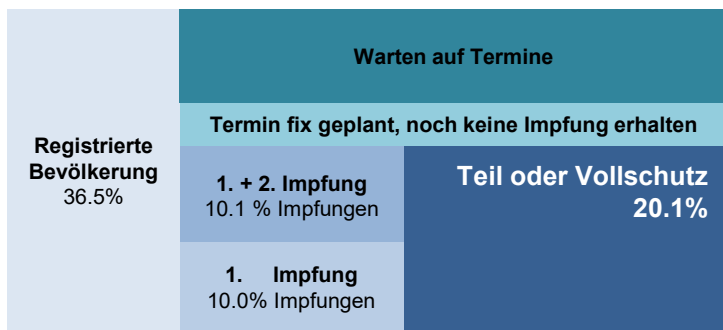 Warten auf Termine
Termin fix geplant, noch keine Impfung erhalten
Registrierte
Bevölkerung
36.5%
1. + 2. Impfung
10.1 % Impfungen
Teil oder Vollschutz
20.1%
1. Impfung
10.0% Impfungen